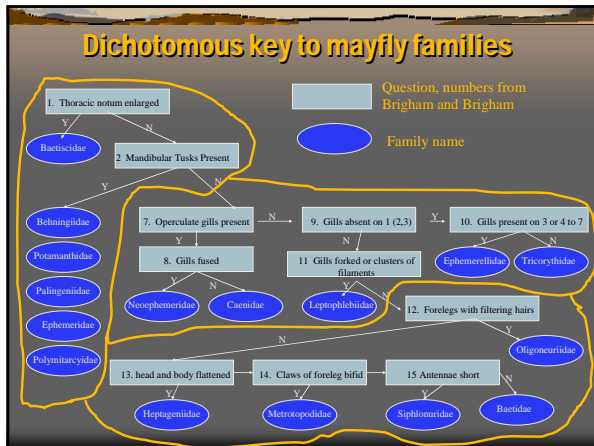 Dichotomous key to mayfly families
Question, numbers from
Brigham and Brigham
Family name
1. Thoracic notum enlarged
Y
N
Baetiscidae
2 Mandibular Tusks Present
Y
N
Behningiidae
Potamanthidae
Palingeniidae
Ephemeridae
Polymitarcyidae
7. Operculate gills present
N
9. Gills absent on 1 (2,3)
Y
10. Gills present on 3 or 4 to 7
Y
N
Y
N
8. Gills fused
11 Gills forked or clusters of
filaments
Ephemerellidae
Tricorythidae
Y
N
Y
N
Neoephemeridae
Caenidae
Leptophlebiidae
12. Forelegs with filtering hairs
N
Y
Oligoneuriidae
13. head and body flattened
14. Claws of foreleg bifid
15 Antennae short
Y
Y
Y
N
Heptageniidae
Metrotopodidae
Siphlonuridae
Baetidae